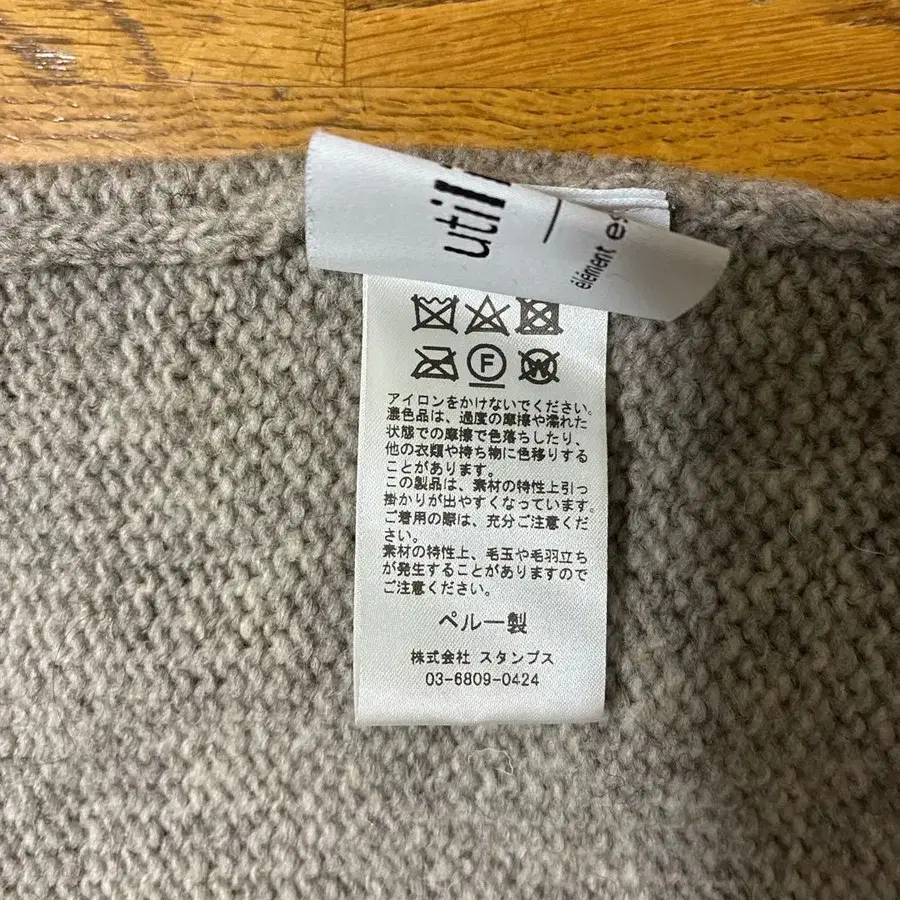 util
élément
F
W
アイロンをかけないでください。
濃色品は、過度の摩擦や濡れた
状態での摩擦で色落ちしたり、
他の衣類や持ち物に色移りする
ことがあります。
この製品は、素材の特性上引っ
掛かりが出やすくなっています。
ご着用の際は、充分ご注意くだ
さい。
素材の特性上、毛玉や毛羽立ち
が発生することがありますので
ご注意ください。
ペルー製
株式会社 スタンプス
03-6809-0424